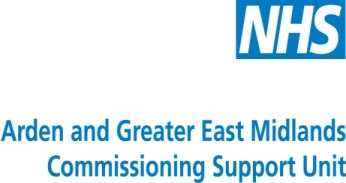 NHS
Arden and Greater East Midlands
Commissioning Support Unit